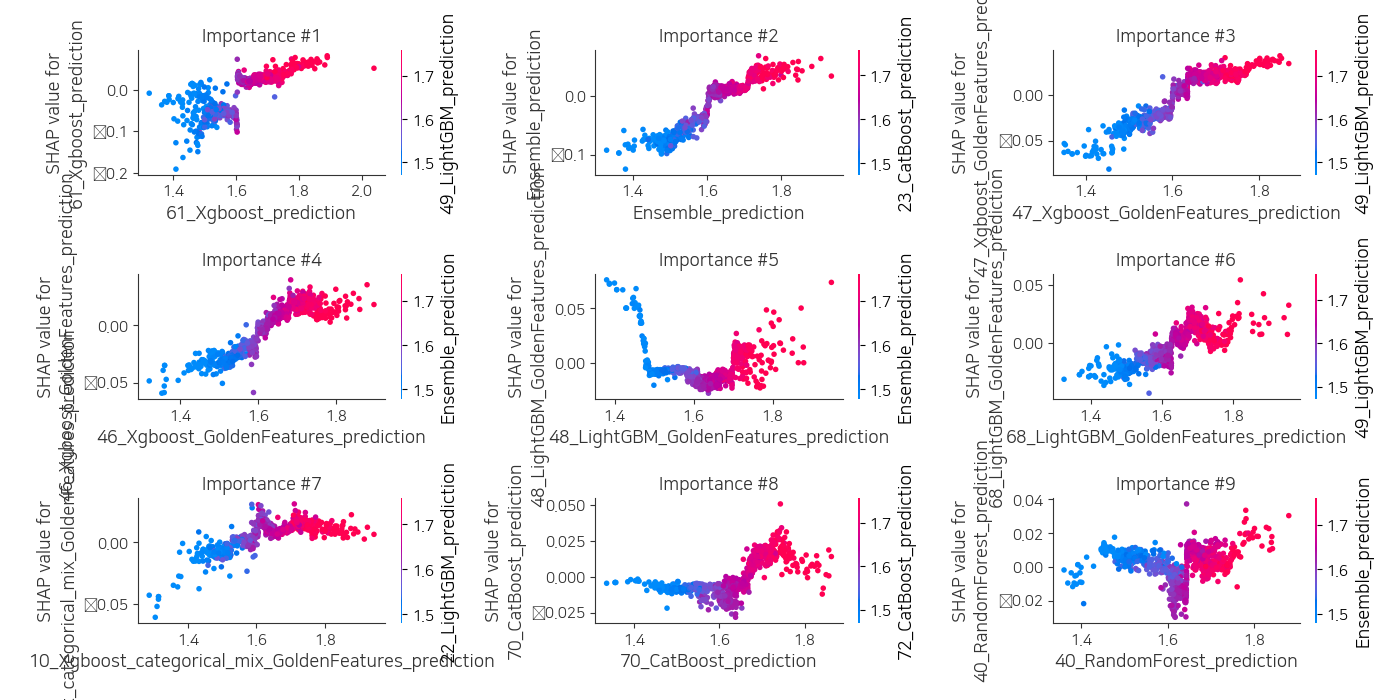 Importance #1
SHAP value for
61_Xgboost_prediction
0.0
0.1
0.2
1.4
1.6
1.8
2.0
61_Xgboost_prediction
1.7
1.6
1.5
49_LightGBM_prediction
Importance #2
SHAP value for
Ensemble_prediction
0.0
0.1
1.4
1.6
1.8
Ensemble_prediction
1.7
1.6
1.5
23_CatBoost_prediction
Importance #3
SHAP value for
47_Xgboost_GoldenFeatures_prediction
0.00
0.05
1.4
1.6
1.8
47_Xgboost_GoldenFeatures_prediction
1.7
1.6
1.5
49_LightGBM_prediction
Importance #4
SHAP value for
46_Xgboost_GoldenFeatures_prediction
0.00
0.05
1.4
1.6
1.8
46_Xgboost_GoldenFeatures_prediction
1.7
1.6
1.5
Ensemble_prediction
Importance #5
SHAP value for
48_LightGBM_GoldenFeatures_prediction
0.05
0.00
1.4
1.6
1.8
48_LightGBM_GoldenFeatures_prediction
1.7
1.6
1.5
Ensemble_prediction
Importance #6
SHAP value for
68_LightGBM_GoldenFeatures_prediction
0.05
0.00
0.05
1.4
1.6
1.8
68_LightGBM_GoldenFeatures_prediction
1.7
1.6
1.5
49_LightGBM_prediction
Importance #7
SHAP value for
t_categorical_mix_GoldenFeatures_prediction
0.00
0.05
1.4
1.6
1.8
10_Xgboost_categorical_mix_GoldenFeatures_prediction
1.7
1.6
1.5
22_LightGBM_prediction
Importance #8
SHAP value for
70_CatBoost_prediction
0.050
0.025
0.000
0.025
1.4
1.6
1.8
70_CatBoost_prediction
1.7
1.6
1.5
72_CatBoost_prediction
Importance #9
SHAP value for
40_RandomForest_prediction
0.04
0.02
0.00
0.02
1.4
1.6
1.8
40_RandomForest_prediction
1.7
1.6
1.5
Ensemble_prediction